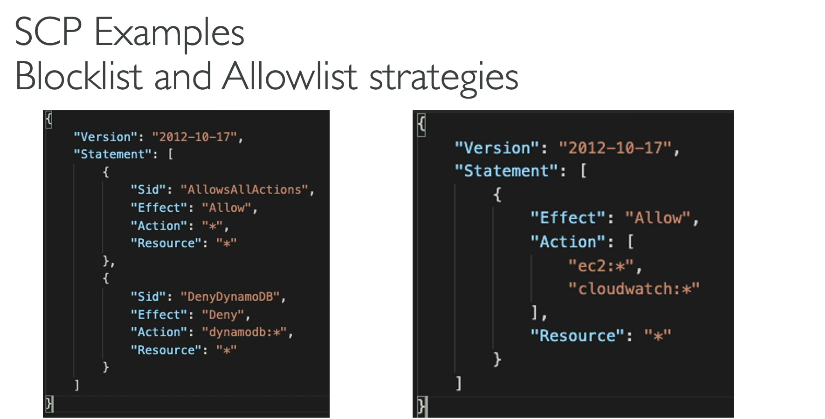 SCP Examples
Blocklist and Allowlist strategies
{
"Version": "2012-10-17",
"Statement": [
{
"Sid": "AllowsAllActions",
"Effect": "Allow",
"Action": "*",
"Resource": "*"
},
{
"Sid": "DenyDynamoDB",
"Effect": "Deny",
"Action": "dynamodb:*",
"Resource": "*"
}
]
}
{
"Version": "2012-10-17",
"Statement": [
{
"Effect": "Allow",
"Action": [
"ec2:*",
"cloudwatch:*"
],
"Resource": "*"
}
]
}